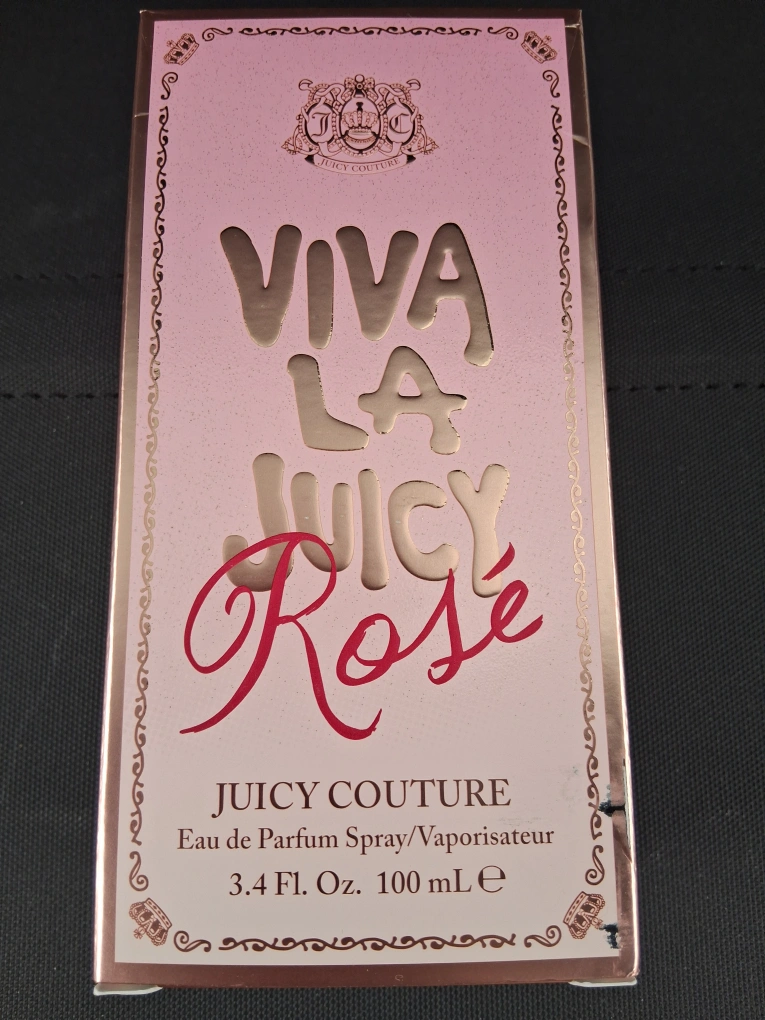 J C
JUICY COUTURE
VIVA
LA
JUICY
Rosé
JUICY COUTURE
Eau de Parfum Spray/Vaporisateur
3.4 Fl. Oz. 100 mL ℮